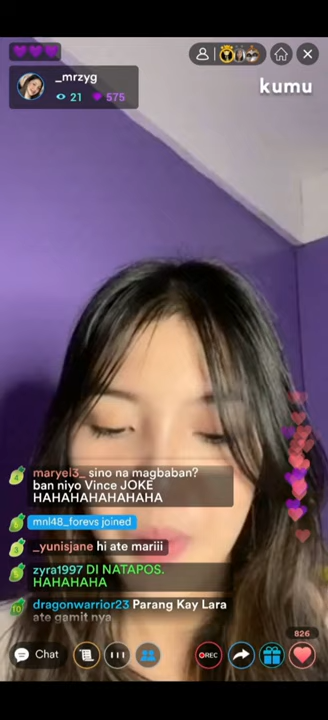 _mrzyg
21 575
kumu
maryel3_ sino na magbaban?
ban niyo Vince JOKE
HAHAHAHAHAHAHA
mnl48_forevs joined
_yunisjane hi ate mariii
zyra1997 DI NATAPOS.
HAHAHAHA
dragonwarrior23 Parang Kay Lara
ate gamit nya
826
Chat
REC